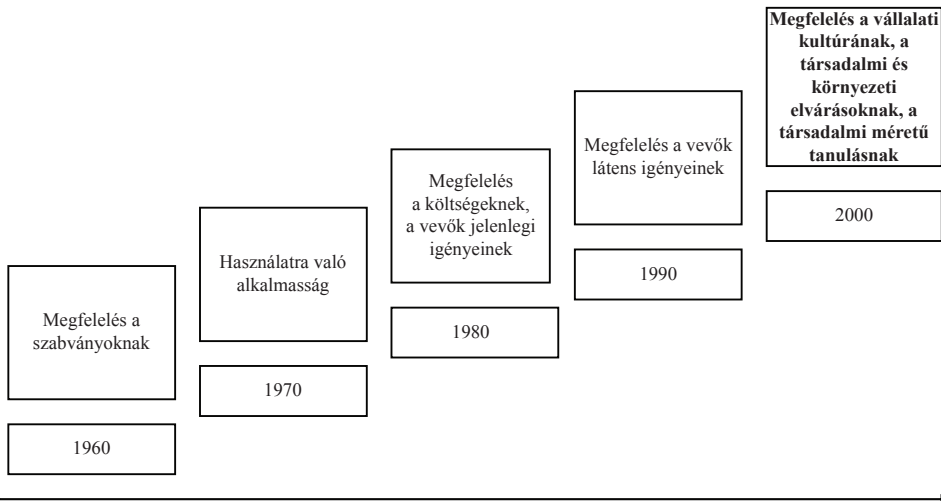 Megfelelés a
szabványoknak
1960
Használatra való
alkalmasság
1970
Megfelelés
a költségeknek,
a vevők jelenlegi
igényeinek
1980
Megfelelés a vevők
látens igényeinek
1990
Megfelelés a vállalati
kultúrának, a
társadalmi és
környezeti
elvárásoknak, a
társadalmi méretű
tanulásnak
2000